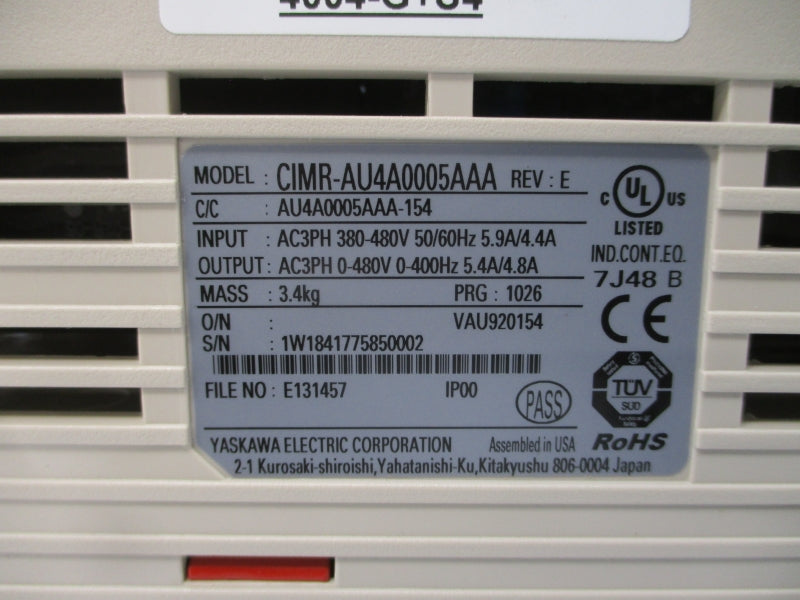 MODEL : CIMR-AU4A0005AAA REV : E
C/C : AU4A0005AAA-154
INPUT : AC3PH 380-480V 50/60Hz 5.9A/4.4A
OUTPUT : AC3PH 0-480V 0-400Hz 5.4A/4.8A
MASS : 3.4kg PRG : 1026
O/N : VAU920154
S/N : 1W1841775850002
FILE NO : E131457 IP00
PASS
YASKAWA ELECTRIC CORPORATION Assembled in USA
2-1 Kurosaki-shiroishi,Yahatanishi-Ku,Kitakyushu 806-0004 Japan
C UL US
LISTED
IND.CONT.EQ.
7J48 B
CE
TÜV
SÜD
RoHS